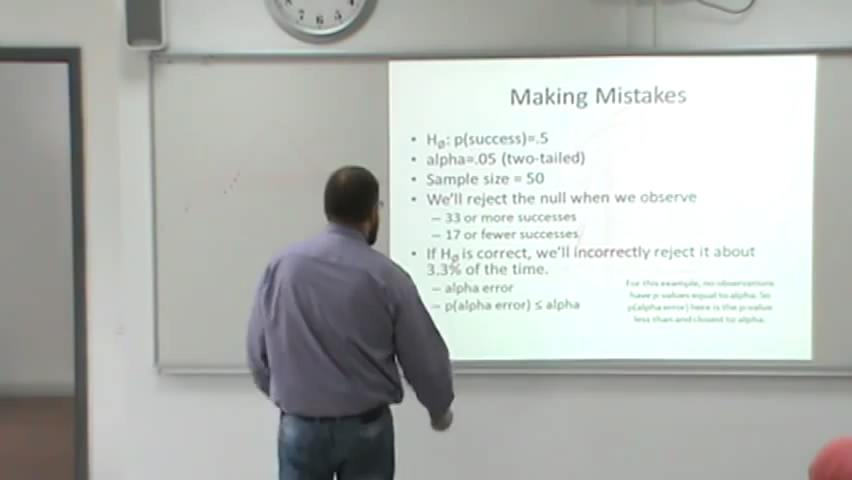 7 6 5
Making Mistakes
• H₀: p(success)=.5
• alpha=.05 (two-tailed)
• Sample size = 50
• We'll reject the null when we observe
– 33 or more successes
– 17 or fewer successes
• If H₀ is correct, we'll incorrectly reject it about
3.3% of the time.
– alpha error
– p(alpha error) ≤ alpha
For this example, no observations
have p-values equal to alpha. So
p(alpha error) here is the p-value
less than and closest to alpha.